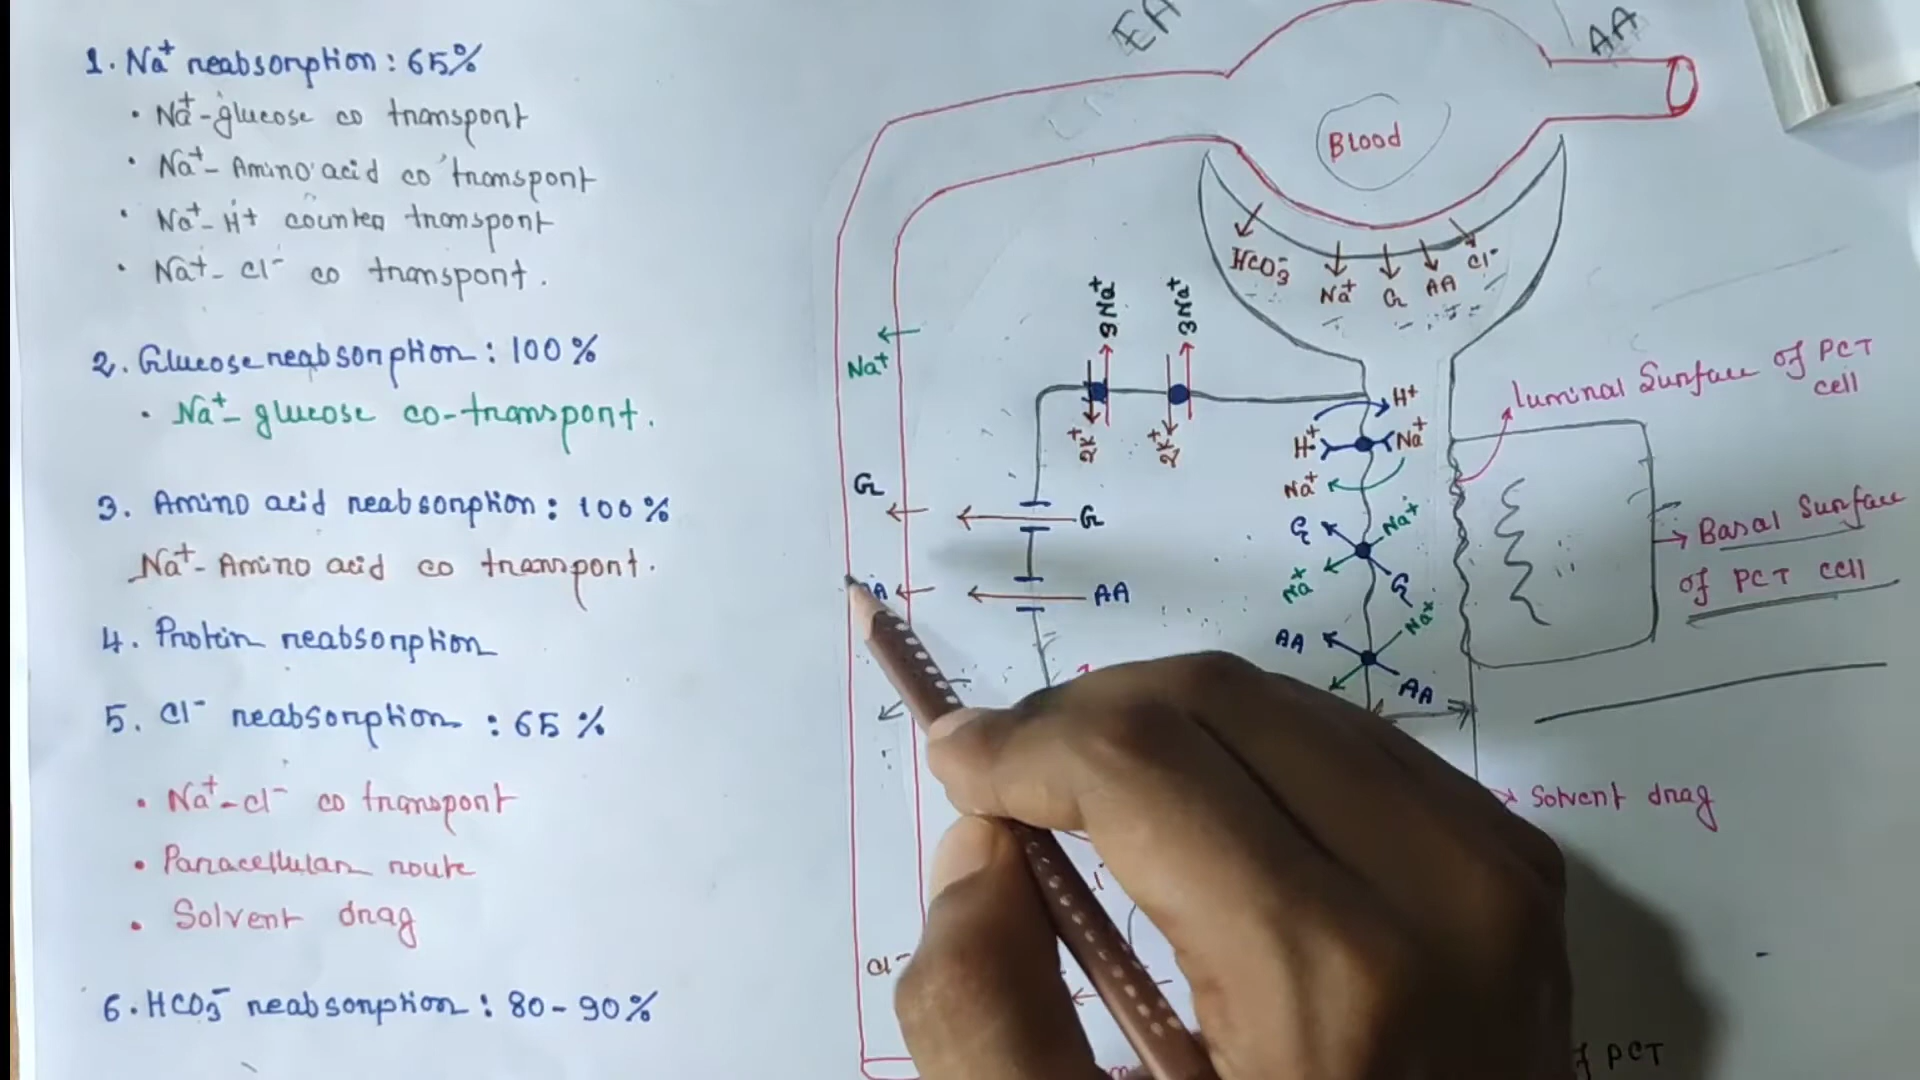 1. Na+ reabsorption : 65%
• Na+-glucose co transport
• Na+- Amino acid co transport
• Na+- H+ counter transport
• Na+- Cl- co transport.
2. Glucose reabsorption : 100%
• Na+- glucose co-transport.
3. Amino acid reabsorption : 100%
Na+- Amino acid co transport.
4. Protein reabsorption
5. Cl- reabsorption : 65%
• Na+-Cl- co transport
• Paracellular route
• Solvent drag
6. HCO3- reabsorption : 80-90%
EA
AA
Blood
HCO3-
Na+
G
AA
Cl-
3Na+
3Na+
2K+
2K+
Na+
G
G
AA
H+
H+
Na+
Na+
G
Na+
Na+
G
AA
Na+
AA
luminal Surface of PCT
cell
→ Basal Surface
of PCT cell
→ Solvent drag
Cl-
of PCT